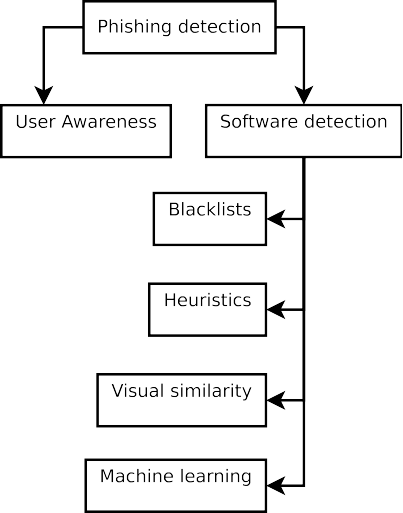 Phishing detection
User Awareness
Software detection
Blacklists
Heuristics
Visual similarity
Machine learning